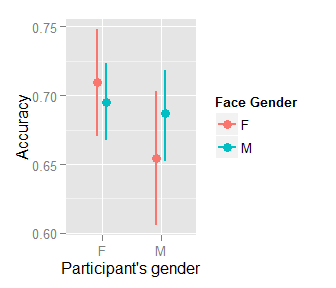 0.75
0.70
0.65
0.60
Accuracy
F M
Participant's gender
Face Gender
F
M